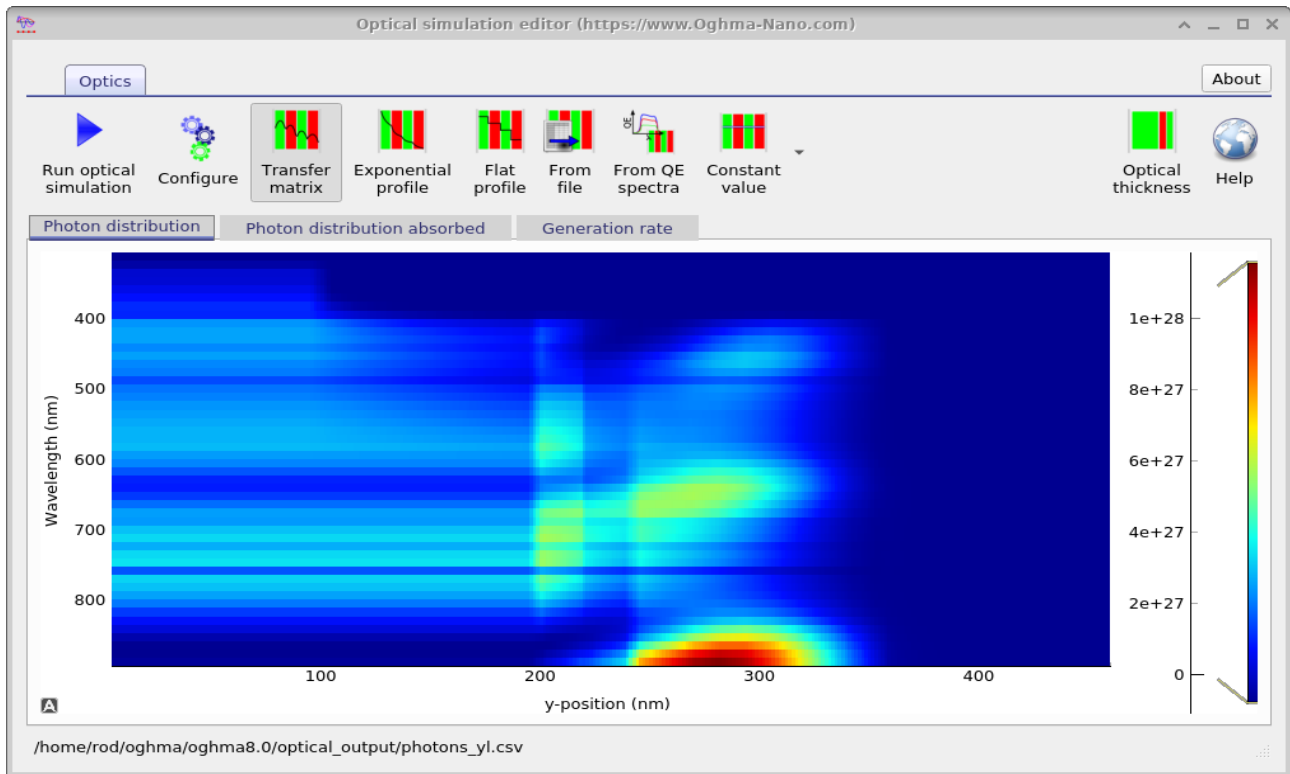 Optical simulation editor (https://www.Oghma-Nano.com)
Optics
About
Run optical
simulation
Configure
Transfer
matrix
Exponential
profile
Flat
profile
From
file
QE
From QE
spectra
Constant
value
Optical
thickness
Help
Photon distribution
Photon distribution absorbed
Generation rate
Wavelength (nm)
400
500
600
700
800
100
200
300
400
y-position (nm)
1e+28
8e+27
6e+27
4e+27
2e+27
0
A
/home/rod/oghma/oghma8.0/optical_output/photons_yl.csv